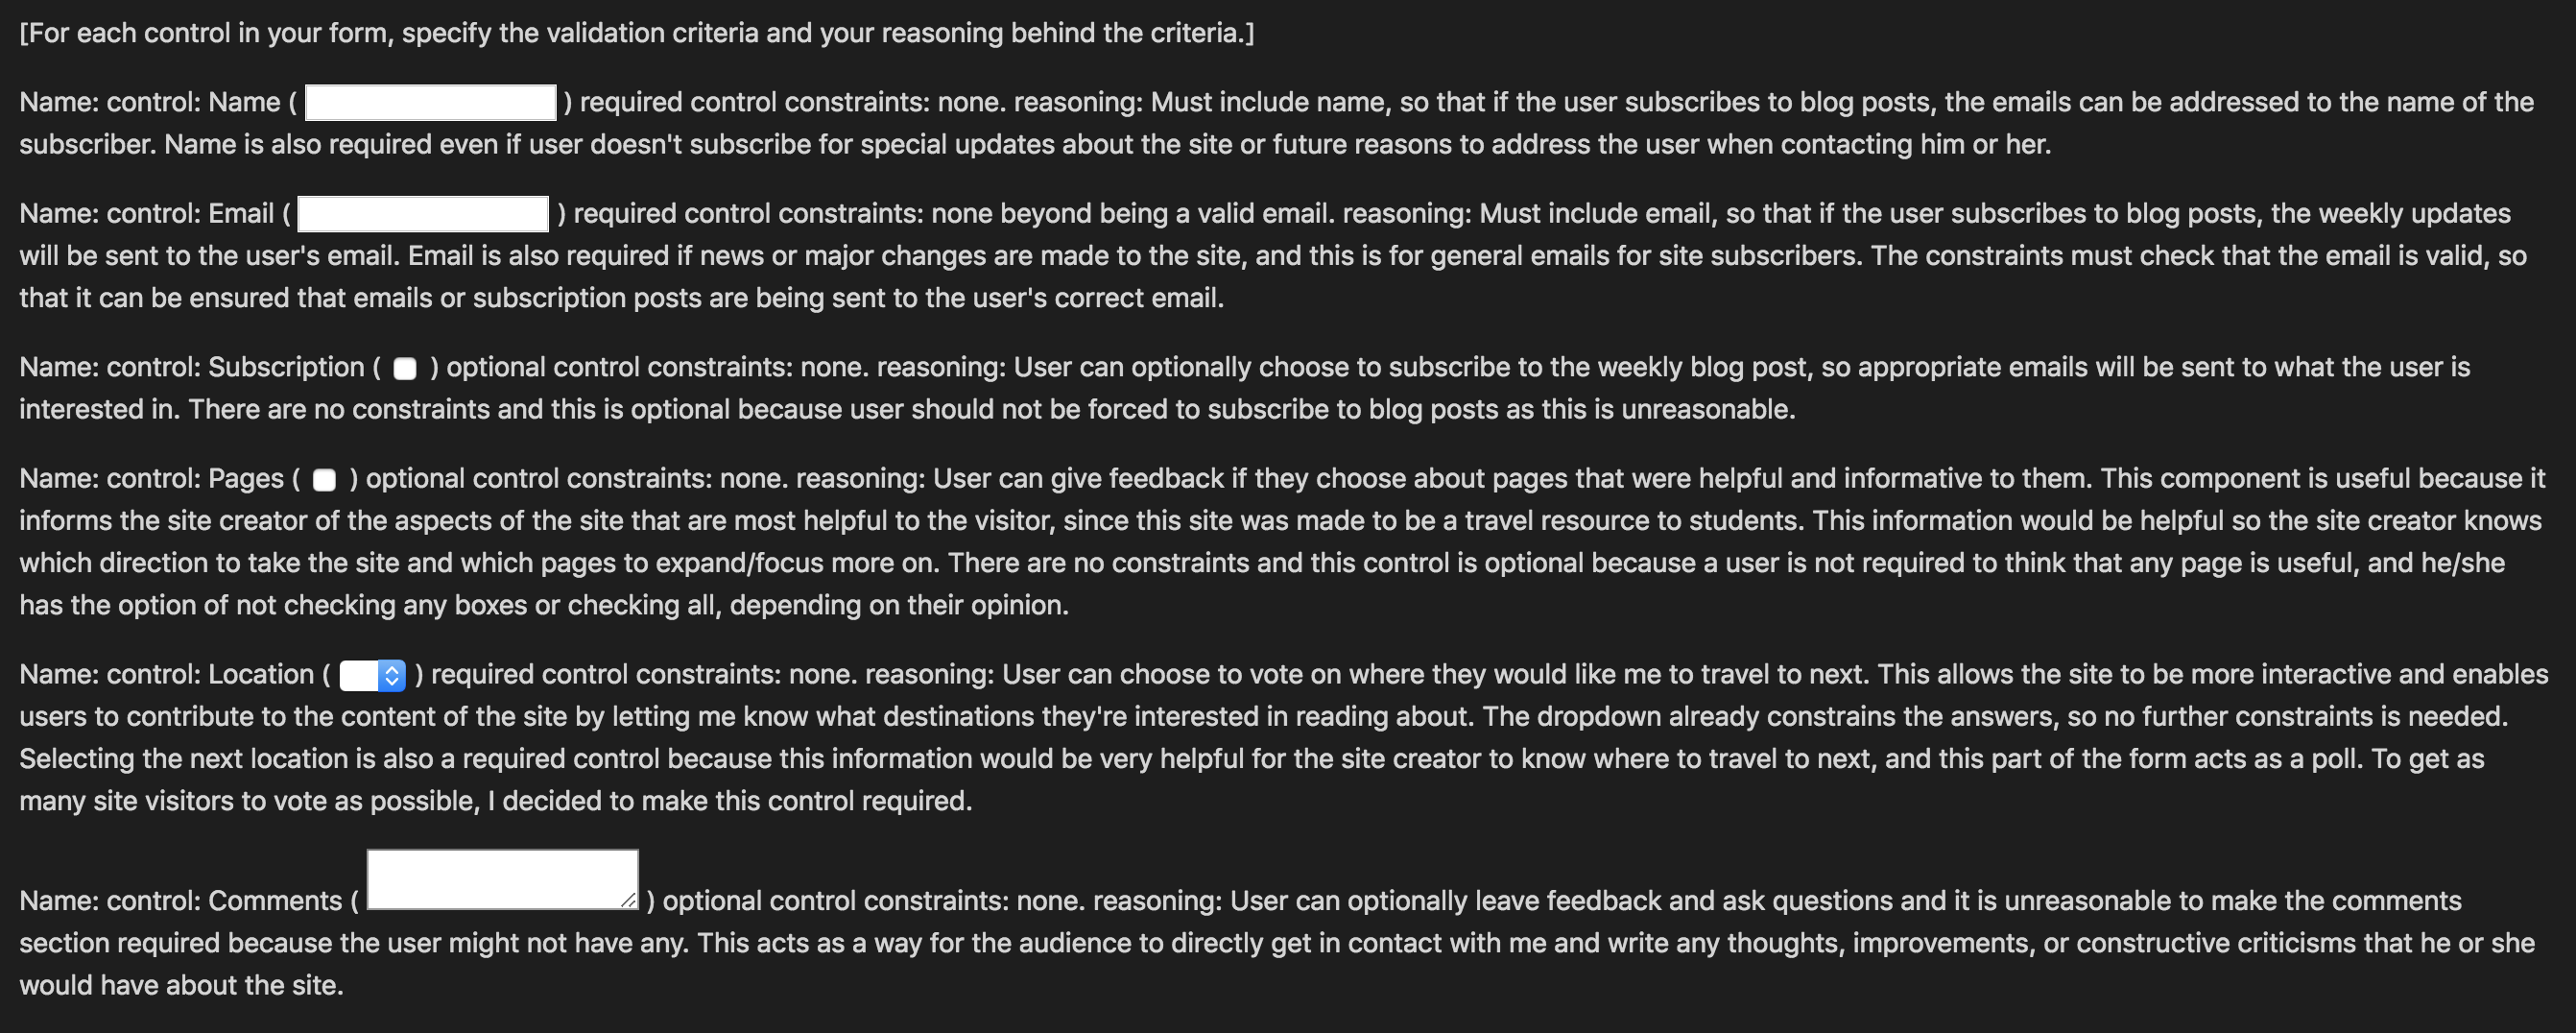 [For each control in your form, specify the validation criteria and your reasoning behind the criteria.]
Name: control: Name ( ) required control constraints: none. reasoning: Must include name, so that if the user subscribes to blog posts, the emails can be addressed to the name of the
subscriber. Name is also required even if user doesn't subscribe for special updates about the site or future reasons to address the user when contacting him or her.
Name: control: Email ( ) required control constraints: none beyond being a valid email. reasoning: Must include email, so that if the user subscribes to blog posts, the weekly updates
will be sent to the user's email. Email is also required if news or major changes are made to the site, and this is for general emails for site subscribers. The constraints must check that the email is valid, so
that it can be ensured that emails or subscription posts are being sent to the user's correct email.
Name: control: Subscription ( ) optional control constraints: none. reasoning: User can optionally choose to subscribe to the weekly blog post, so appropriate emails will be sent to what the user is
interested in. There are no constraints and this is optional because user should not be forced to subscribe to blog posts as this is unreasonable.
Name: control: Pages ( ) optional control constraints: none. reasoning: User can give feedback if they choose about pages that were helpful and informative to them. This component is useful because it
informs the site creator of the aspects of the site that are most helpful to the visitor, since this site was made to be a travel resource to students. This information would be helpful so the site creator knows
which direction to take the site and which pages to expand/focus more on. There are no constraints and this control is optional because a user is not required to think that any page is useful, and he/she
has the option of not checking any boxes or checking all, depending on their opinion.
Name: control: Location ( ) required control constraints: none. reasoning: User can choose to vote on where they would like me to travel to next. This allows the site to be more interactive and enables
users to contribute to the content of the site by letting me know what destinations they're interested in reading about. The dropdown already constrains the answers, so no further constraints is needed.
Selecting the next location is also a required control because this information would be very helpful for the site creator to know where to travel to next, and this part of the form acts as a poll. To get as
many site visitors to vote as possible, I decided to make this control required.
Name: control: Comments ( ) optional control constraints: none. reasoning: User can optionally leave feedback and ask questions and it is unreasonable to make the comments
section required because the user might not have any. This acts as a way for the audience to directly get in contact with me and write any thoughts, improvements, or constructive criticisms that he or she
would have about the site.